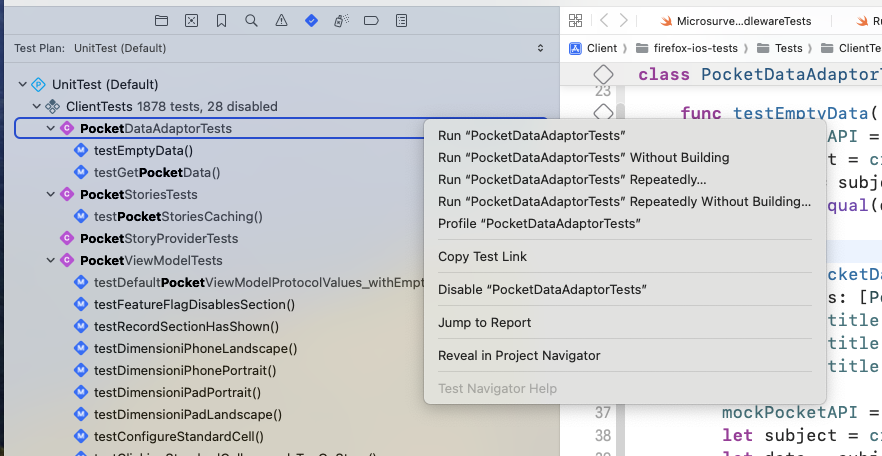 Microsurve...dlewareTests
Test Plan: UnitTest (Default)
Client
firefox-ios-tests
Tests
ClientTe
UnitTest (Default)
ClientTests 1878 tests, 28 disabled
PocketDataAdaptorTests
testEmptyData()
testGetPocketData()
PocketStoriesTests
testPocketStoriesCaching()
PocketStoryProviderTests
PocketViewModelTests
testDefaultPocketViewModelProtocolValues_withEmpt
testFeatureFlagDisablesSection()
testRecordSectionHasShown()
testDimensioniPhoneLandscape()
testDimensioniPhonePortrait()
testDimensioniPadPortrait()
testDimensioniPadLandscape()
testConfigureStandardCell()
Run “PocketDataAdaptorTests”
Run “PocketDataAdaptorTests” Without Building
Run “PocketDataAdaptorTests” Repeatedly...
Run “PocketDataAdaptorTests” Repeatedly Without Building...
Profile “PocketDataAdaptorTests”
Copy Test Link
Disable “PocketDataAdaptorTests”
Jump to Report
Reveal in Project Navigator
Test Navigator Help
class PocketDataAdaptorT
23
func testEmptyData(
API =
t = c
subj
qual(
cketDa
s: [Po
title
title
title
37 mockPocketAPI =
38 let subject = c